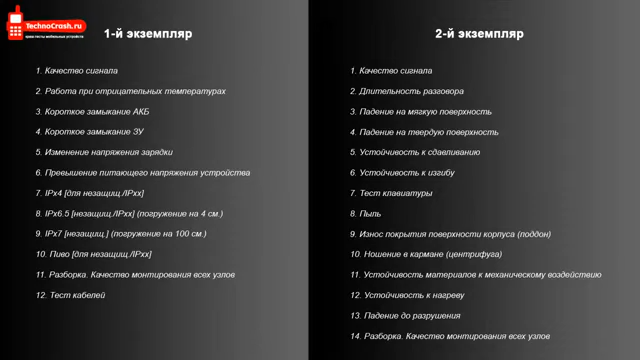 TechnoCrash.ru
краш-тесты мобильных устройств
1-й экземпляр
1. Качество сигнала
2. Работа при отрицательных температурах
3. Короткое замыкание АКБ
4. Короткое замыкание ЗУ
5. Изменение напряжения зарядки
6. Превышение питающего напряжения устройства
7. IPx4 [для незащищ./IPxx]
8. IPx6.5 [незащищ./IPxx] (погружение на 4 см.)
9. IPx7 [незащищ.] (погружение на 100 см.)
10. Пиво [для незащищ./IPxx]
11. Разборка. Качество монтирования всех узлов
12. Тест кабелей
2-й экземпляр
1. Качество сигнала
2. Длительность разговора
3. Падение на мягкую поверхность
4. Падение на твердую поверхность
5. Устойчивость к сдавливанию
6. Устойчивость к изгибу
7. Тест клавиатуры
8. Пыль
9. Износ покрытия поверхности корпуса (поддон)
10. Ношение в кармане (центрифуга)
11. Устойчивость материалов к механическому воздействию
12. Устойчивость к нагреву
13. Падение до разрушения
14. Разборка. Качество монтирования всех узлов